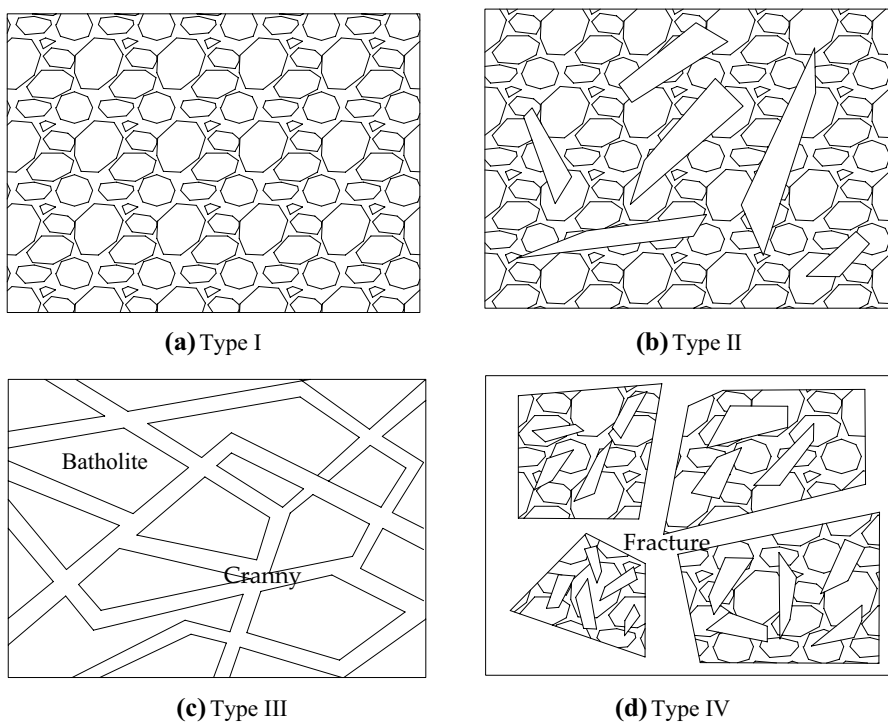 (a) Type I
(b) Type II
Batholite
Cranny
Fracture
(c) Type III
(d) Type IV